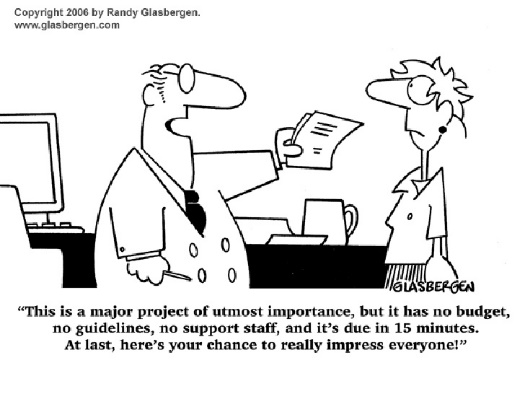 Copyright 2006 by Randy Glasbergen.
www.glasbergen.com
GLASBERGEN
“This is a major project of utmost importance, but it has no budget,
no guidelines, no support staff, and it’s due in 15 minutes.
At last, here’s your chance to really impress everyone!”